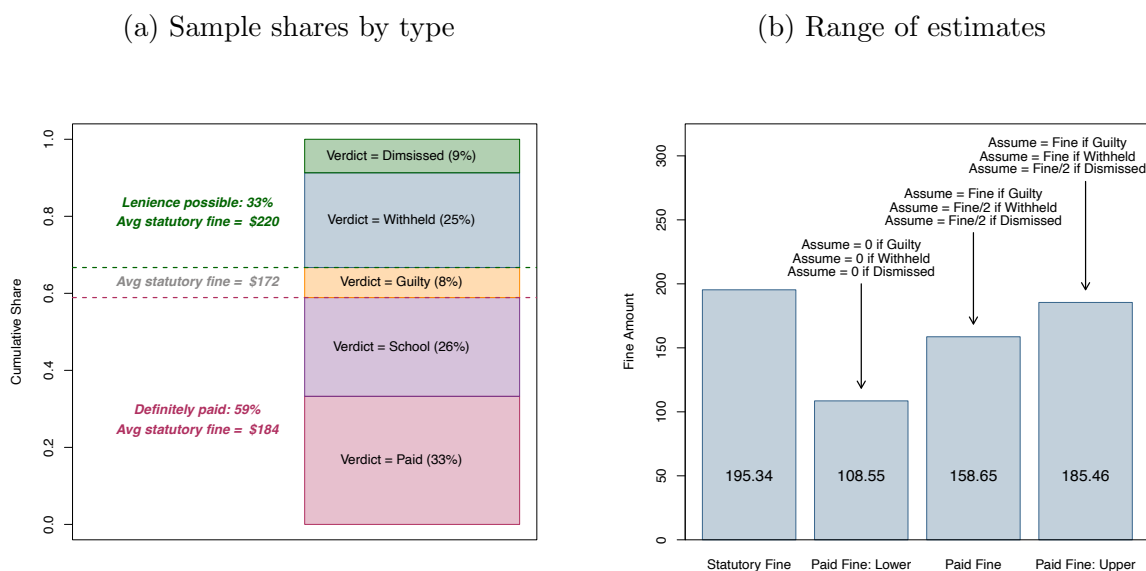 (a) Sample shares by type
Cumulative Share
1.0
0.8
0.6
0.4
0.2
0.0
Verdict = Dimsissed (9%)
Lenience possible: 33%
Avg statutory fine = $220
Verdict = Withheld (25%)
Avg statutory fine = $172
Verdict = Guilty (8%)
Verdict = School (26%)
Definitely paid: 59%
Avg statutory fine = $184
Verdict = Paid (33%)
(b) Range of estimates
Fine Amount
300
250
200
150
100
50
0
Assume = Fine if Guilty
Assume = Fine if Withheld
Assume = Fine/2 if Dismissed
Assume = Fine if Guilty
Assume = Fine/2 if Withheld
Assume = Fine/2 if Dismissed
Assume = 0 if Guilty
Assume = 0 if Withheld
Assume = 0 if Dismissed
195.34
108.55
158.65
185.46
Statutory Fine
Paid Fine: Lower
Paid Fine
Paid Fine: Upper